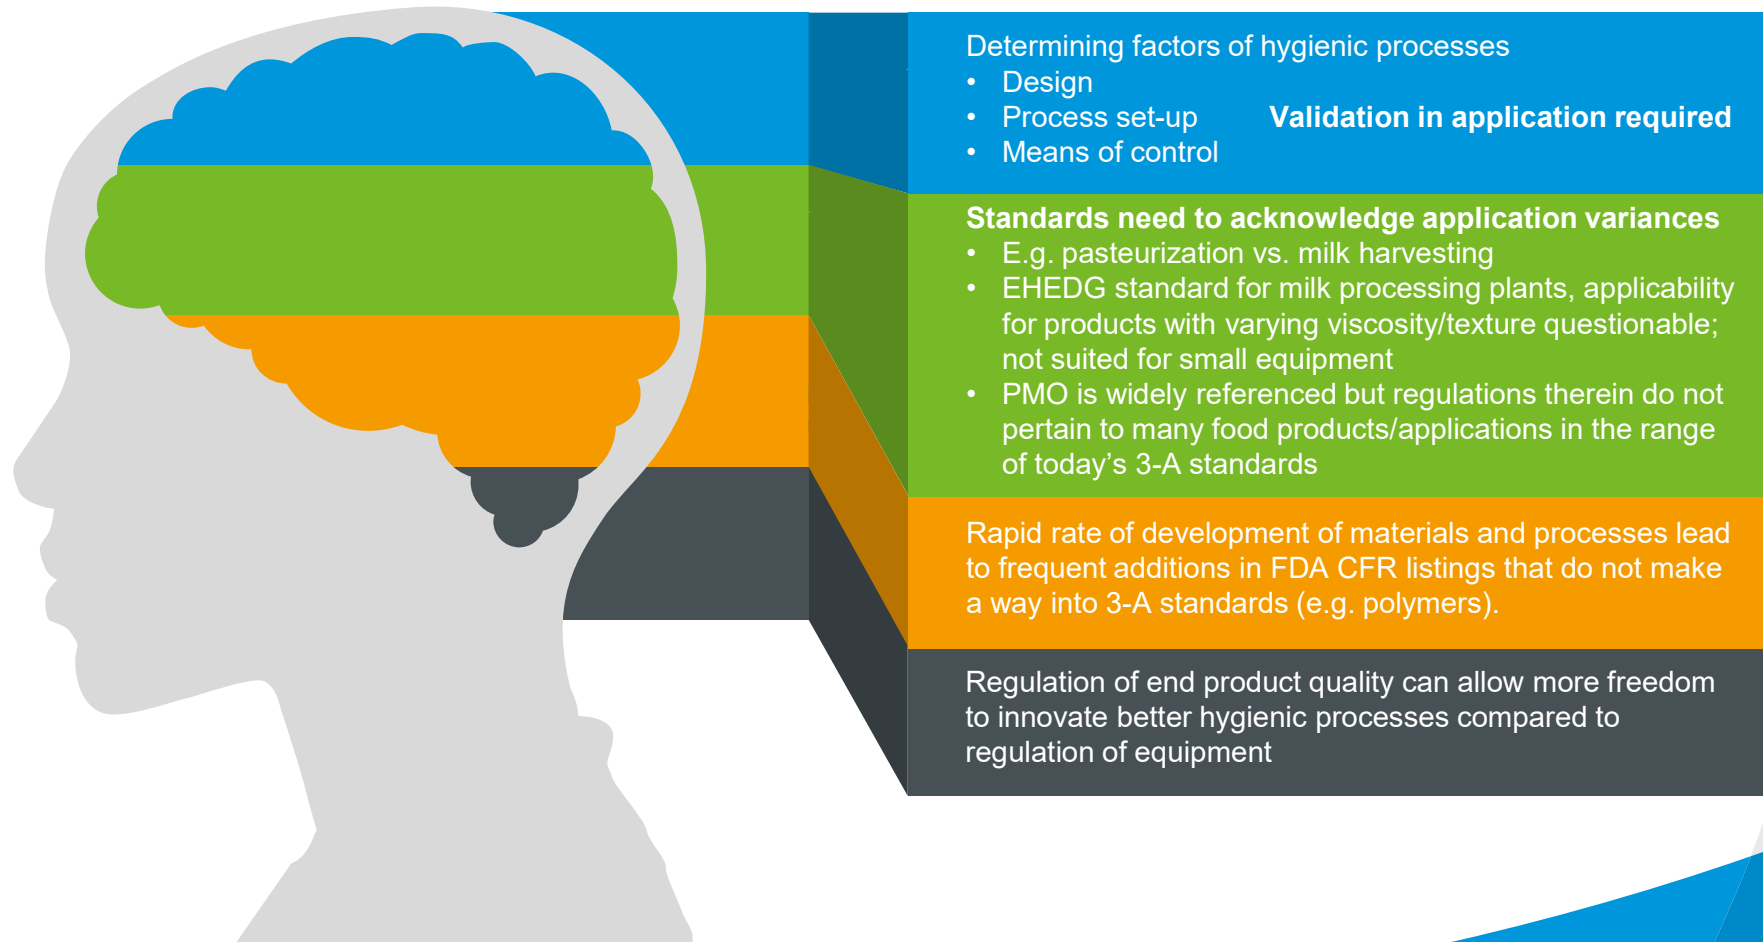 Determining factors of hygienic processes
• Design
• Process set-up Validation in application required
• Means of control
Standards need to acknowledge application variances
• E.g. pasteurization vs. milk harvesting
• EHEDG standard for milk processing plants, applicability
for products with varying viscosity/texture questionable;
not suited for small equipment
• PMO is widely referenced but regulations therein do not
pertain to many food products/applications in the range
of today’s 3-A standards
Rapid rate of development of materials and processes lead
to frequent additions in FDA CFR listings that do not make
a way into 3-A standards (e.g. polymers).
Regulation of end product quality can allow more freedom
to innovate better hygienic processes compared to
regulation of equipment